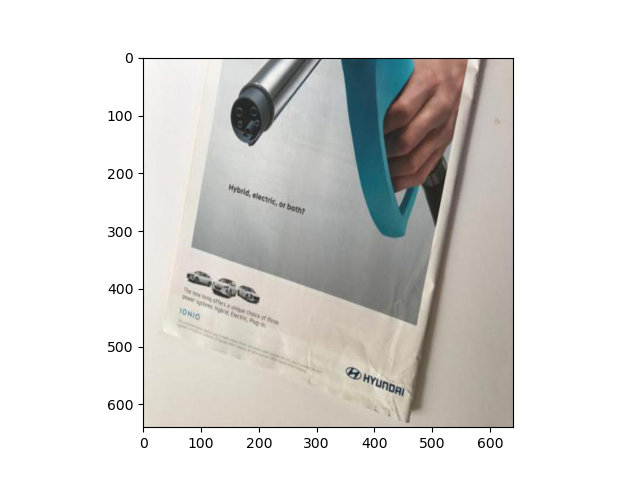 Hybrid, electric, or both?
The new Ioniq offers a unique choice of three
power systems: Hybrid, Electric, Plug-in.
IONIQ
HYUNDAI
0
100
200
300
400
500
600
0
100
200
300
400
500
600